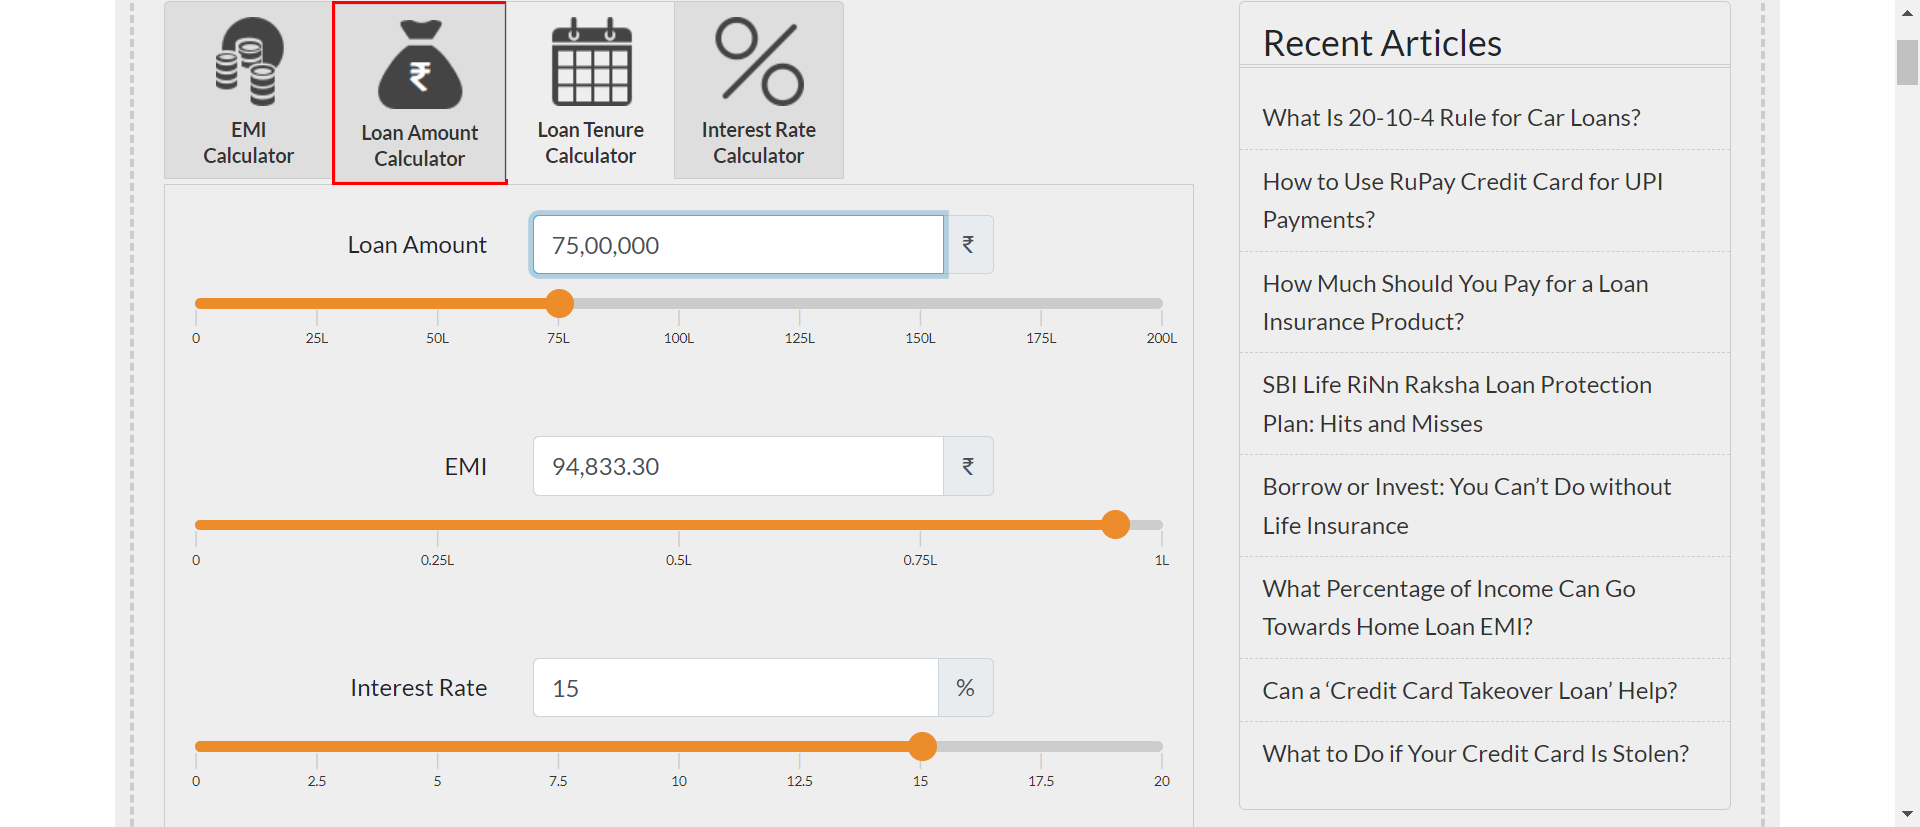 EMI
Calculator
₹
Loan Amount
Calculator
Loan Tenure
Calculator
Interest Rate
Calculator
Loan Amount
75,00,000 ₹
0 25L 50L 75L 100L 125L 150L 175L 200L
EMI
94,833.30 ₹
0 0.25L 0.5L 0.75L 1L
Interest Rate
15 %
0 2.5 5 7.5 10 12.5 15 17.5 20
Recent Articles
What Is 20-10-4 Rule for Car Loans?
How to Use RuPay Credit Card for UPI
Payments?
How Much Should You Pay for a Loan
Insurance Product?
SBI Life RiNn Raksha Loan Protection
Plan: Hits and Misses
Borrow or Invest: You Can’t Do without
Life Insurance
What Percentage of Income Can Go
Towards Home Loan EMI?
Can a ‘Credit Card Takeover Loan’ Help?
What to Do if Your Credit Card Is Stolen?